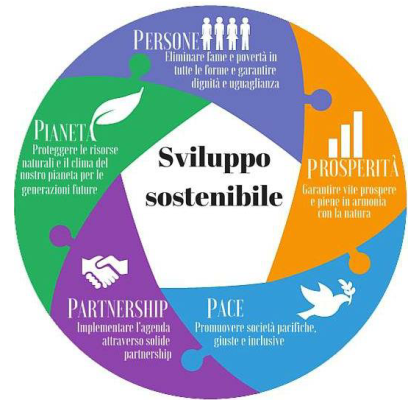 PERSONE
Eliminare fame e povertà in
tutte le forme e garantire
dignità e uguaglianza
PROSPERITÀ
Garantire vite prospere
e piene in armonia
con la natura
PACE
Promuovere società pacifiche,
giuste e inclusive
PARTNERSHIP
Implementare l'agenda
attraverso solide
partnership
PIANETA
Proteggere le risorse
naturali e il clima del
nostro pianeta per le
generazioni future
Sviluppo
sostenibile